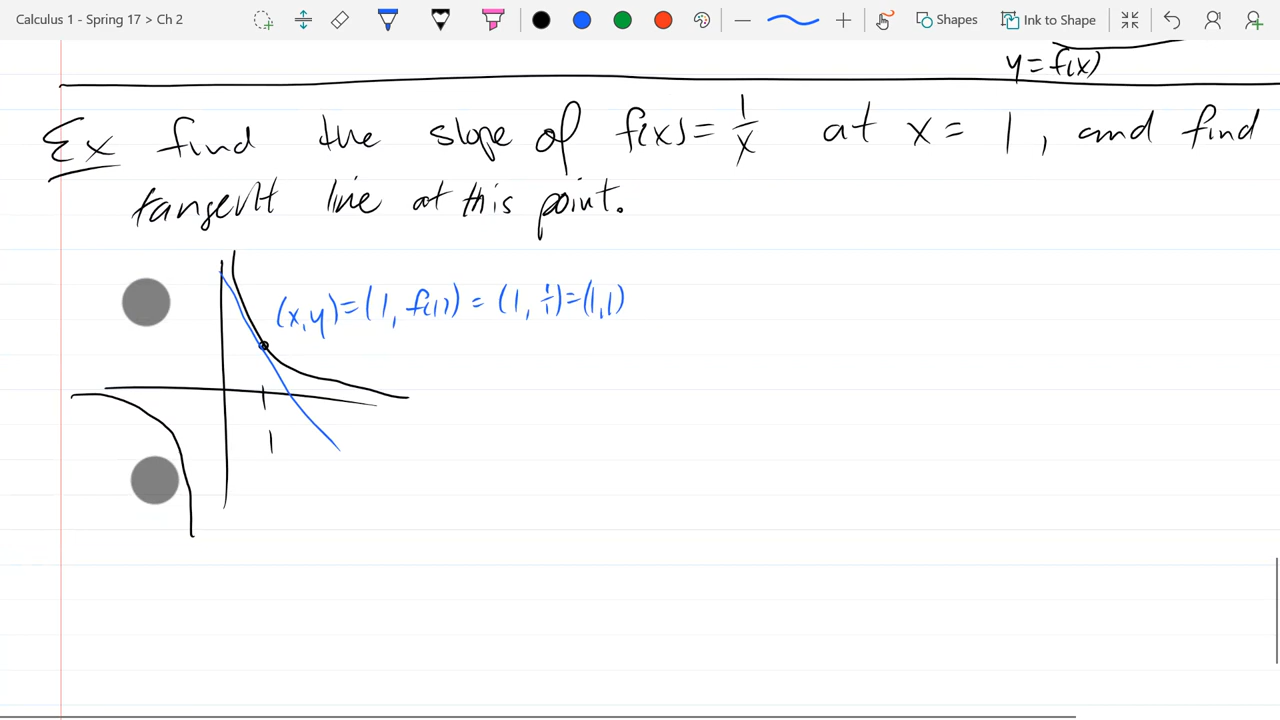 Calculus 1 - Spring 17 > Ch 2
Shapes
Ink to Shape
y = f(x)
Ex find the slope of f(x) = 1/x at x = 1, and find
tangent line at this point.
(x,y) = (1, f(1)) = (1, 1/1) = (1,1)
1